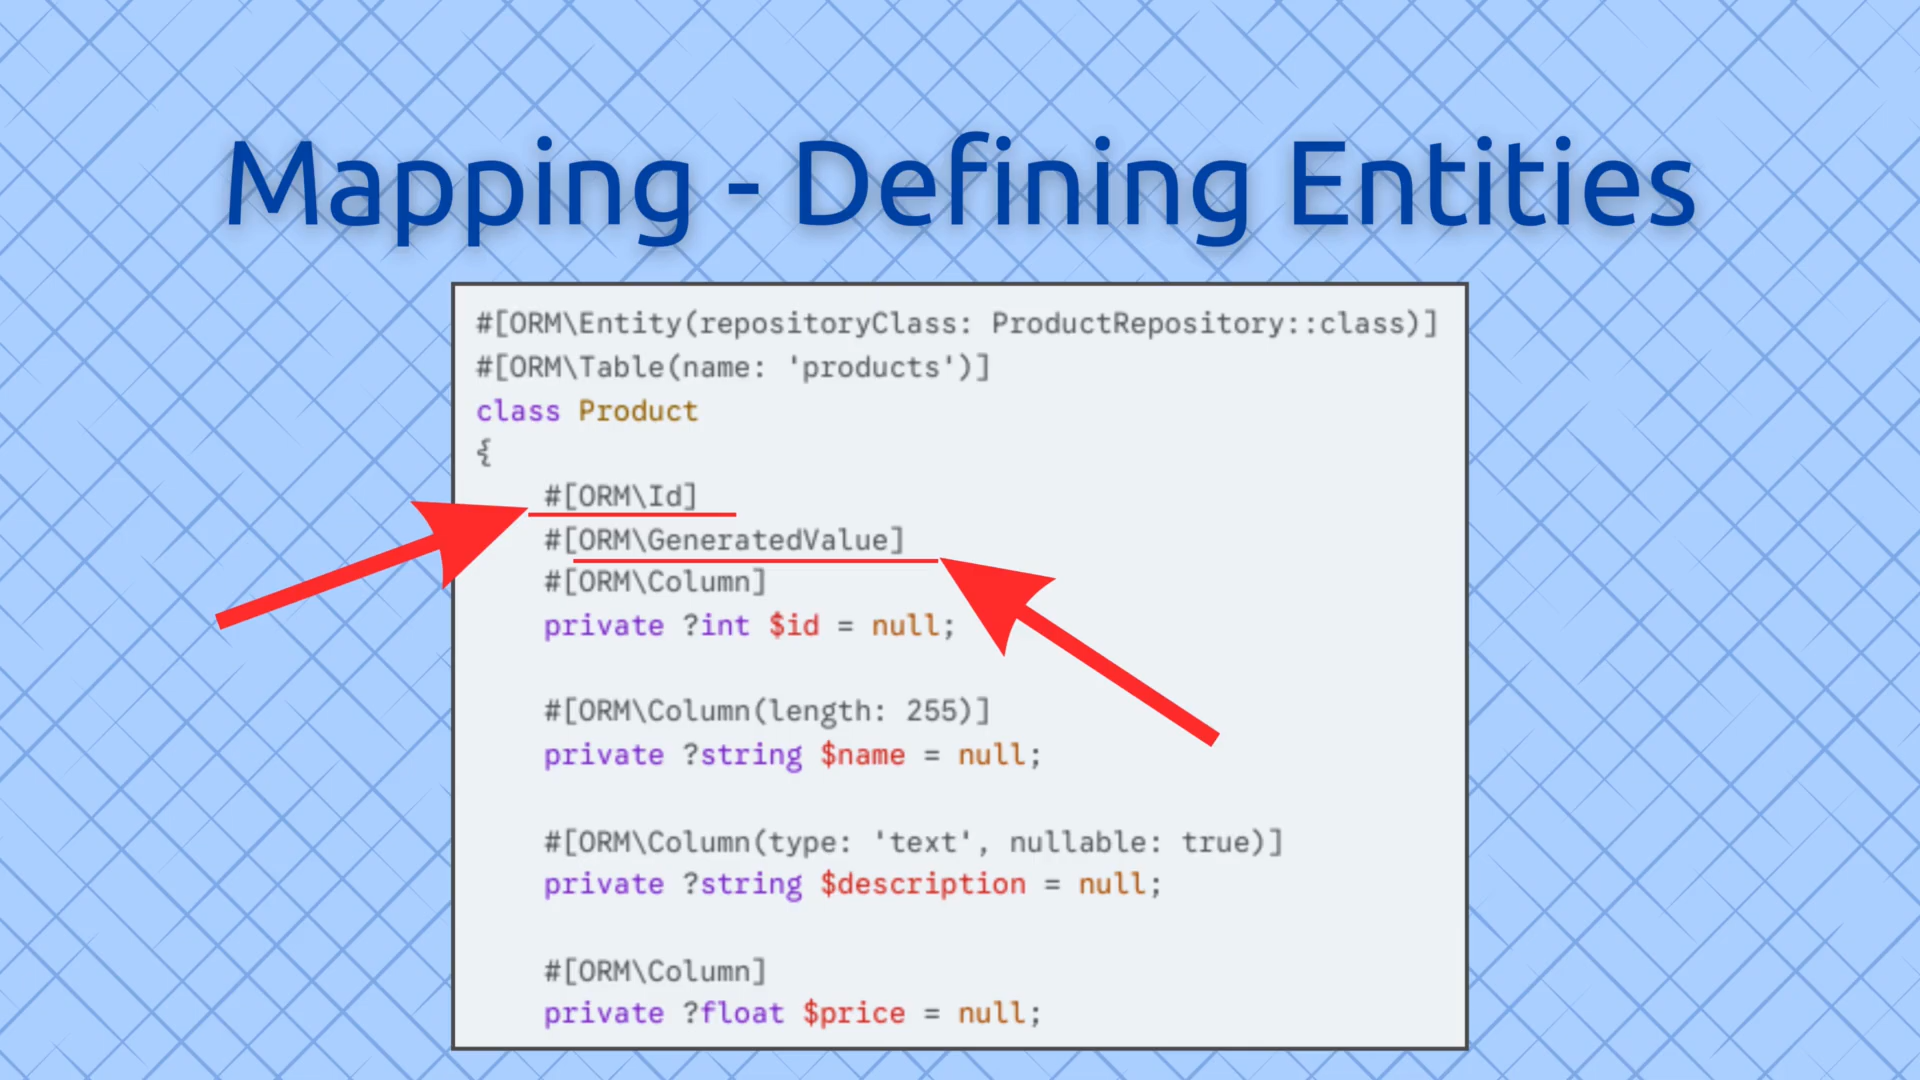 Mapping - Defining Entities
#[ORM\Entity(repositoryClass: ProductRepository::class)]
#[ORM\Table(name: 'products')]
class Product
{
#[ORM\Id]
#[ORM\GeneratedValue]
#[ORM\Column]
private ?int $id = null;
#[ORM\Column(length: 255)]
private ?string $name = null;
#[ORM\Column(type: 'text', nullable: true)]
private ?string $description = null;
#[ORM\Column]
private ?float $price = null;